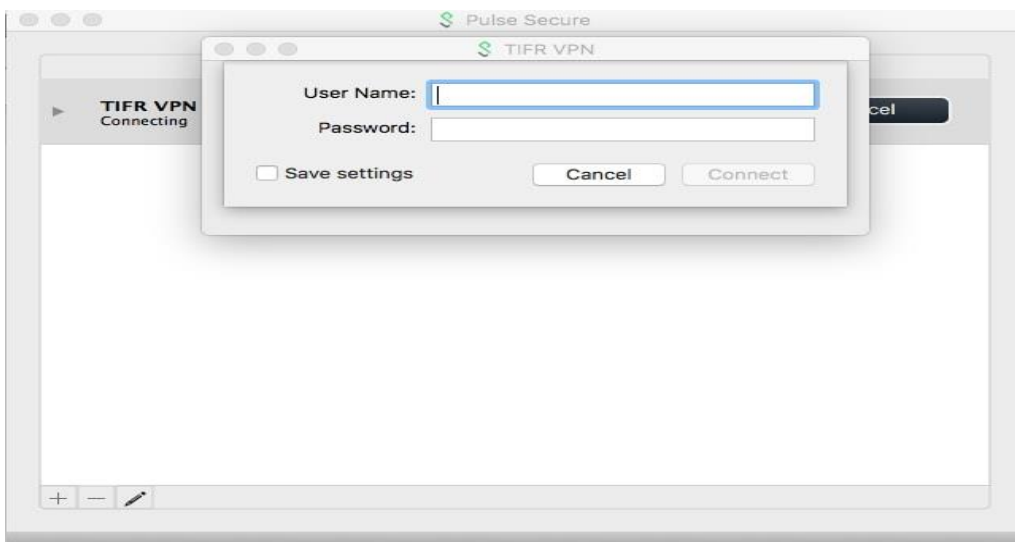 Pulse Secure
TIFR VPN
User Name:
TIFR VPN
Connecting
cel
Password:
Save settings
Cancel
Connect